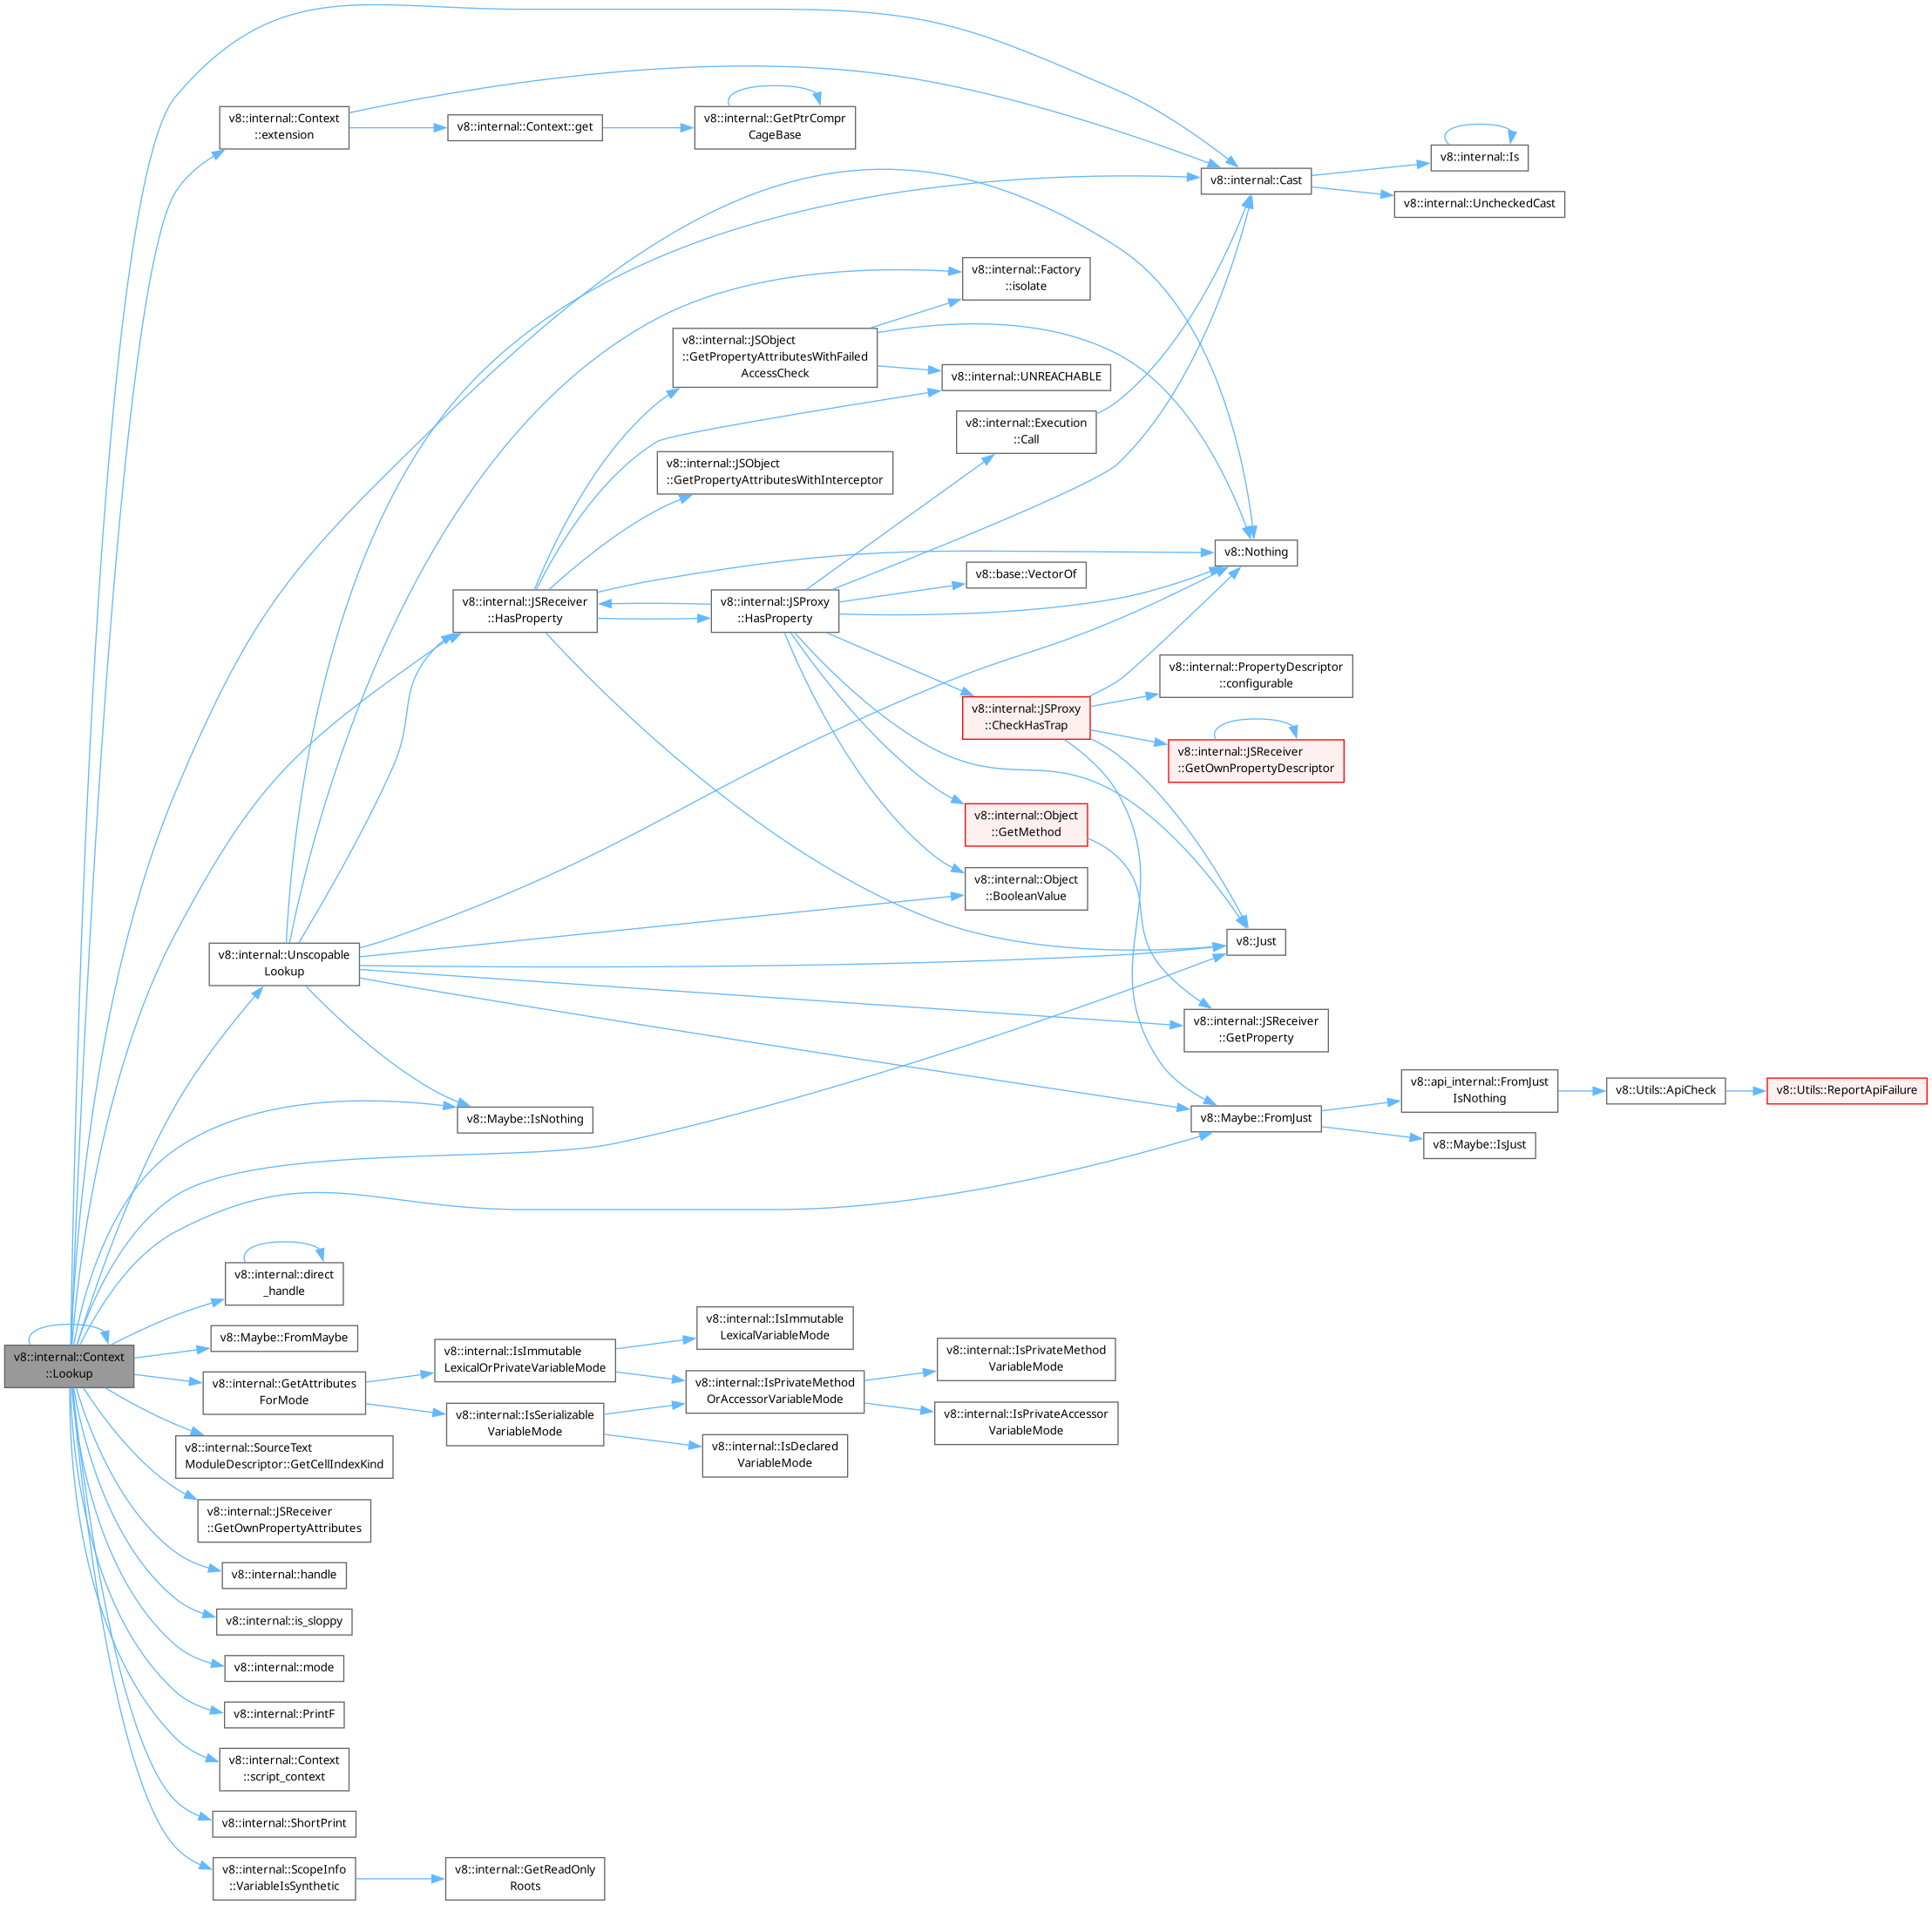 v8::internal::Context
::extension
v8::internal::Context::get
v8::internal::GetPtrCompr
CageBase
v8::internal::Is
v8::internal::Cast
v8::internal::UncheckedCast
v8::internal::Factory
::isolate
v8::internal::JSObject
::GetPropertyAttributesWithFailed
AccessCheck
v8::internal::UNREACHABLE
v8::internal::Execution
::Call
v8::internal::JSObject
::GetPropertyAttributesWithInterceptor
v8::Nothing
v8::base::VectorOf
v8::internal::JSReceiver
::HasProperty
v8::internal::JSProxy
::HasProperty
v8::internal::PropertyDescriptor
::configurable
v8::internal::JSProxy
::CheckHasTrap
v8::internal::JSReceiver
::GetOwnPropertyDescriptor
v8::internal::Object
::GetMethod
v8::internal::Object
::BooleanValue
v8::Just
v8::internal::Unscopable
Lookup
v8::internal::JSReceiver
::GetProperty
v8::api_internal::FromJust
IsNothing
v8::Utils::ApiCheck
v8::Utils::ReportApiFailure
v8::Maybe::IsNothing
v8::Maybe::FromJust
v8::Maybe::IsJust
v8::internal::direct
_handle
v8::Maybe::FromMaybe
v8::internal::Context
::Lookup
v8::internal::GetAttributes
ForMode
v8::internal::IsImmutable
LexicalOrPrivateVariableMode
v8::internal::IsImmutable
LexicalVariableMode
v8::internal::IsPrivateMethod
OrAccessorVariableMode
v8::internal::IsPrivateMethod
VariableMode
v8::internal::IsPrivateAccessor
VariableMode
v8::internal::IsSerializable
VariableMode
v8::internal::IsDeclared
VariableMode
v8::internal::SourceText
ModuleDescriptor::GetCellIndexKind
v8::internal::JSReceiver
::GetOwnPropertyAttributes
v8::internal::handle
v8::internal::is_sloppy
v8::internal::mode
v8::internal::PrintF
v8::internal::Context
::script_context
v8::internal::ShortPrint
v8::internal::ScopeInfo
::VariableIsSynthetic
v8::internal::GetReadOnly
Roots